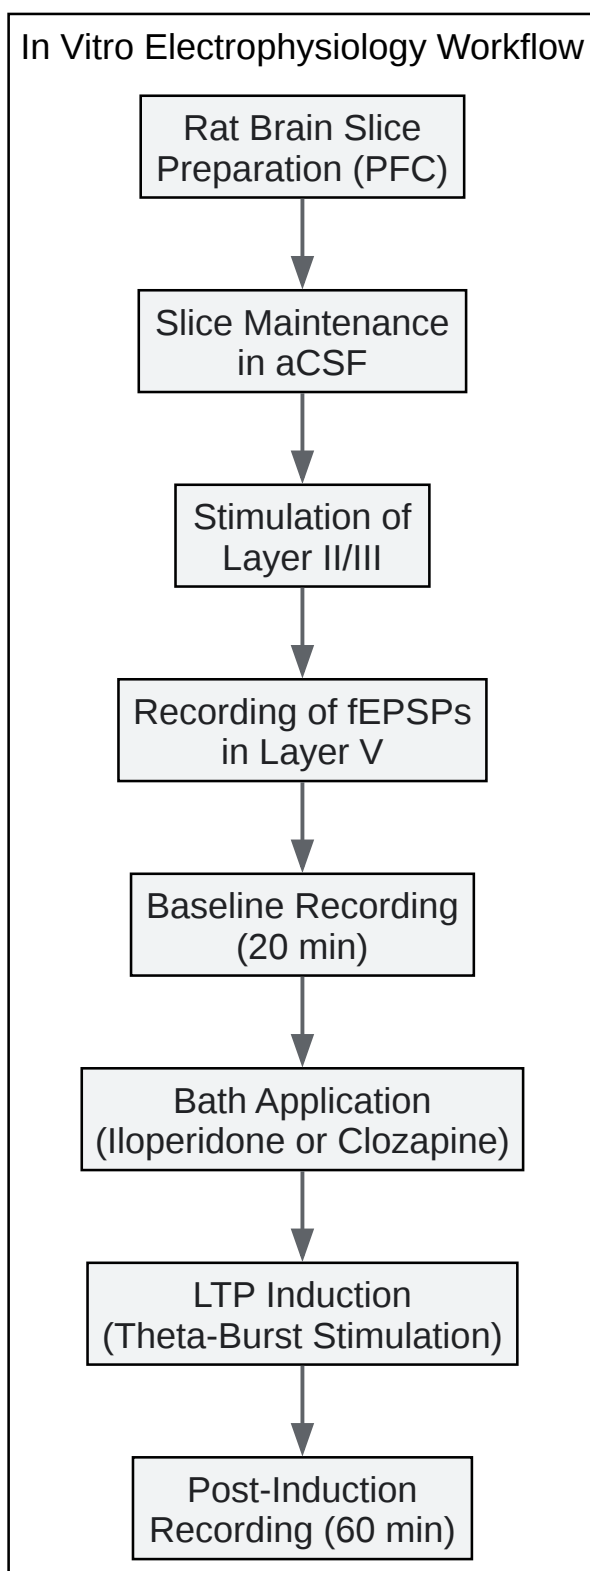 In Vitro Electrophysiology Workflow
Rat Brain Slice
Preparation (PFC)
Slice Maintenance
in aCSF
Stimulation of
Layer II/III
Recording of fEPSPs
in Layer V
Baseline Recording
(20 min)
Bath Application
(Iloperidone or Clozapine)
LTP Induction
(Theta-Burst Stimulation)
Post-Induction
Recording (60 min)